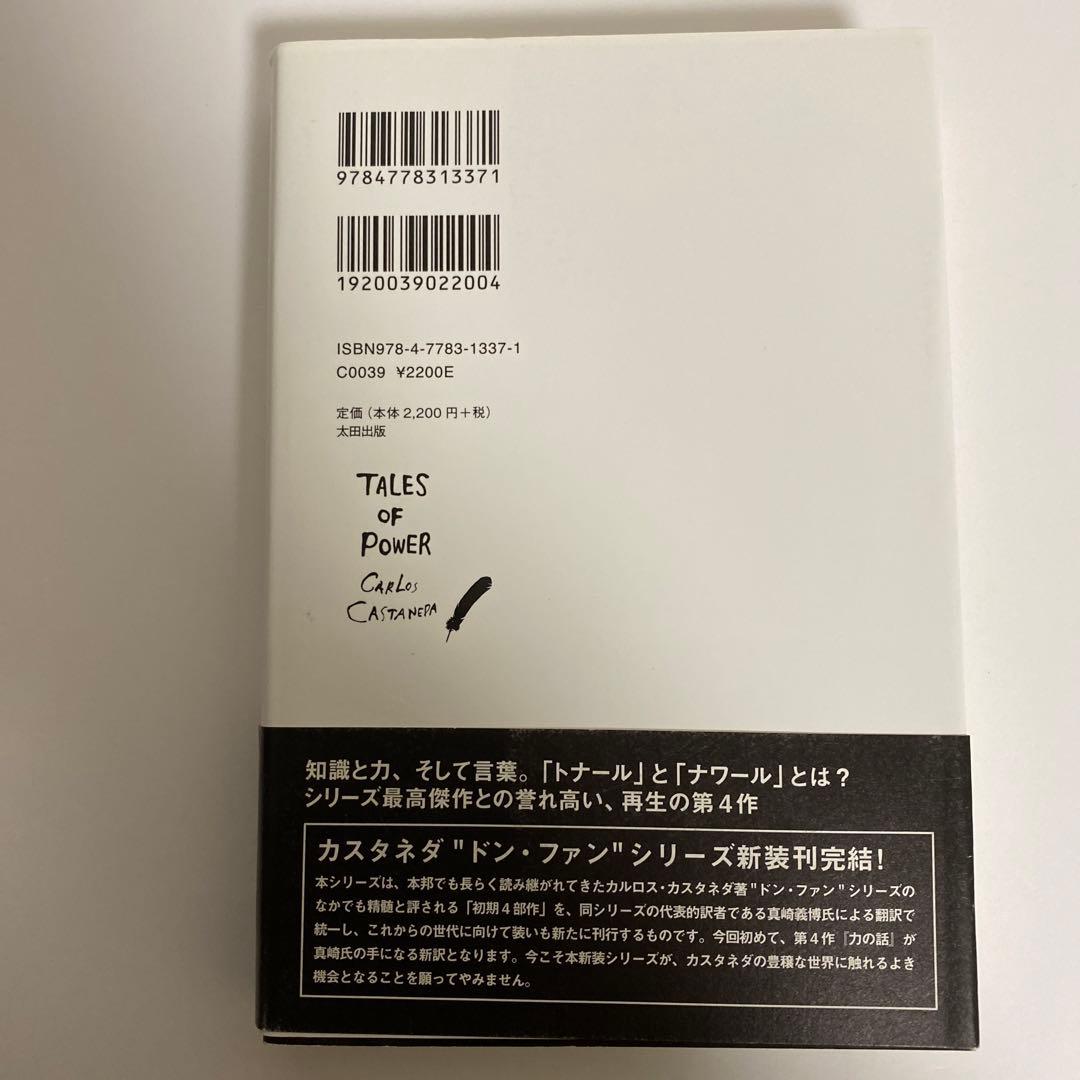 9784778313371
1920039022004
ISBN978-4-7783-1337-1
C0039 ¥2200E
定価（本体2,200円＋税）
太田出版
TALES
OF
POWER
CARLOS
CASTANEDA
知識と力、そして言葉。「トナール」と「ナワール」とは？
シリーズ最高傑作との誉れ高い、再生の第4作
カスタネダ"ドン・ファン"シリーズ新装刊完結！
本シリーズは、本邦でも長らく読み継がれてきたカルロス・カスタネダ著"ドン・ファン"シリーズの
なかでも精髄と評される「初期4部作」を、同シリーズの代表的訳者である真崎義博氏による翻訳で
統一し、これからの世代に向けて装いも新たに刊行するものです。今回初めて、第4作『力の話』が
真崎氏の手になる新訳となります。今こそ本新装シリーズが、カスタネダの豊穣な世界に触れるよき
機会となることを願ってやみません。